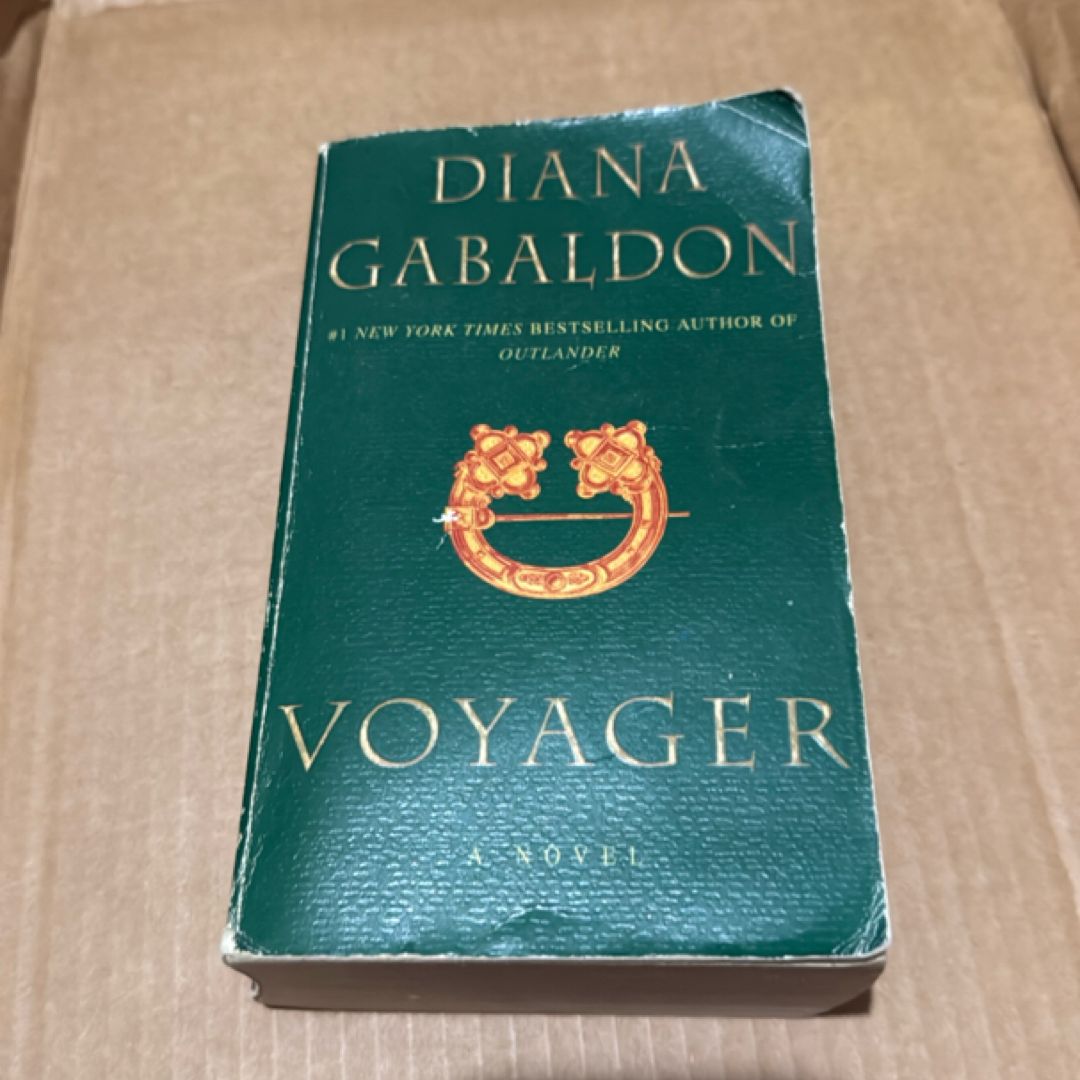 DIANA
GABALDON
#1 NEW YORK TIMES BESTSELLING AUTHOR OF
OUTLANDER
VOYAGER
A NOVEL